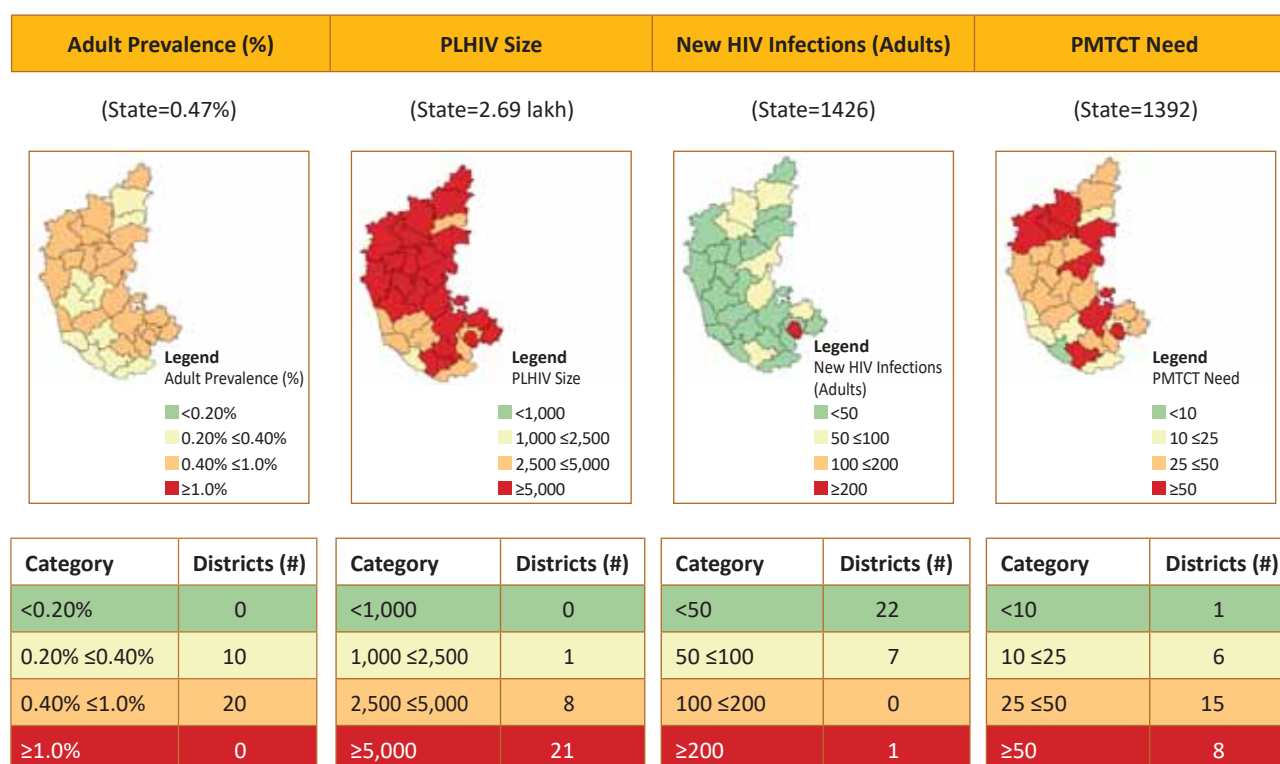 Adult Prevalence (%)
PLHIV Size
New HIV Infections (Adults)
PMTCT Need
(State=0.47%)
(State=2.69 lakh)
(State=1426)
(State=1392)
Legend
Adult Prevalence (%)
<0.20%
0.20% ≤0.40%
0.40% ≤1.0%
≥1.0%
Legend
PLHIV Size
<1,000
1,000 ≤2,500
2,500 ≤5,000
≥5,000
Legend
New HIV Infections
(Adults)
<50
50 ≤100
100 ≤200
≥200
Legend
PMTCT Need
<10
10 ≤25
25 ≤50
≥50
Category Districts (#)
<0.20% 0
0.20% ≤0.40% 10
0.40% ≤1.0% 20
≥1.0% 0
Category Districts (#)
<1,000 0
1,000 ≤2,500 1
2,500 ≤5,000 8
≥5,000 21
Category Districts (#)
<50 22
50 ≤100 7
100 ≤200 0
≥200 1
Category Districts (#)
<10 1
10 ≤25 6
25 ≤50 15
≥50 8